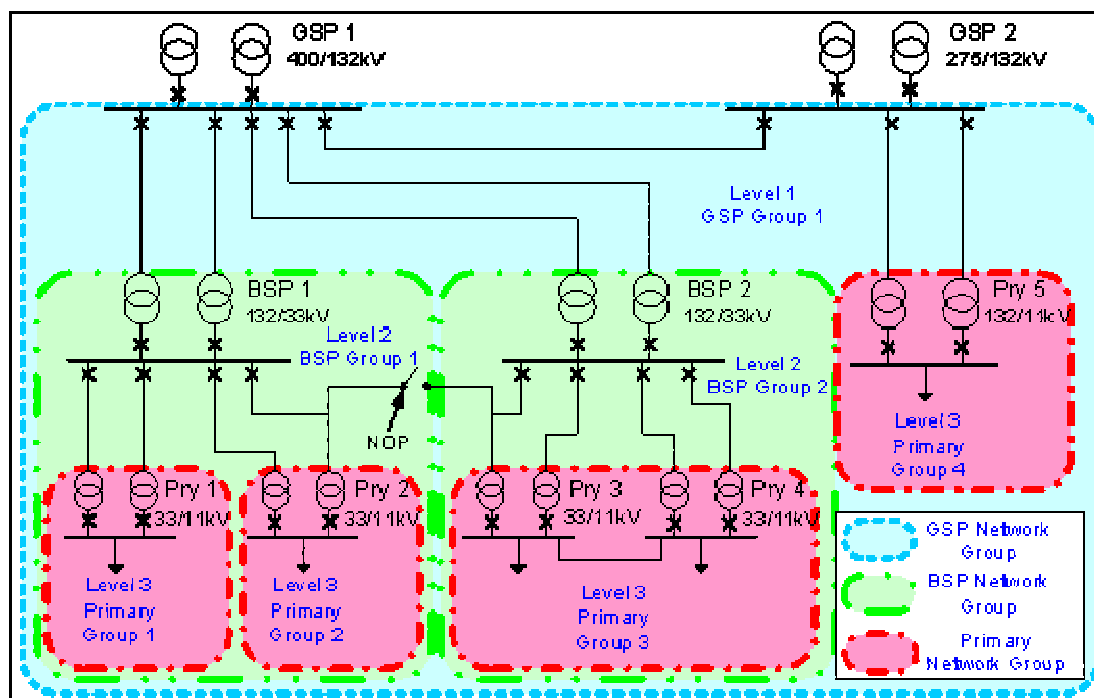 GSP 1
400/132kV
GSP 2
275/132kV
Level 1
GSP Group 1
BSP 1
132/33kV
Level 2
BSP Group 1
BSP 2
132/33kV
Level 2
BSP Group 2
Pry 5
132/11kV
NOP
Level 3
Primary
Group 4
Pry 1
33/11kV
Pry 2
33/11kV
Pry 3
33/11kV
Pry 4
33/11kV
Level 3
Primary
Group 1
Level 3
Primary
Group 2
Level 3
Primary
Group 3
GSP Network
Group
BSP Network
Group
Primary
Network Group